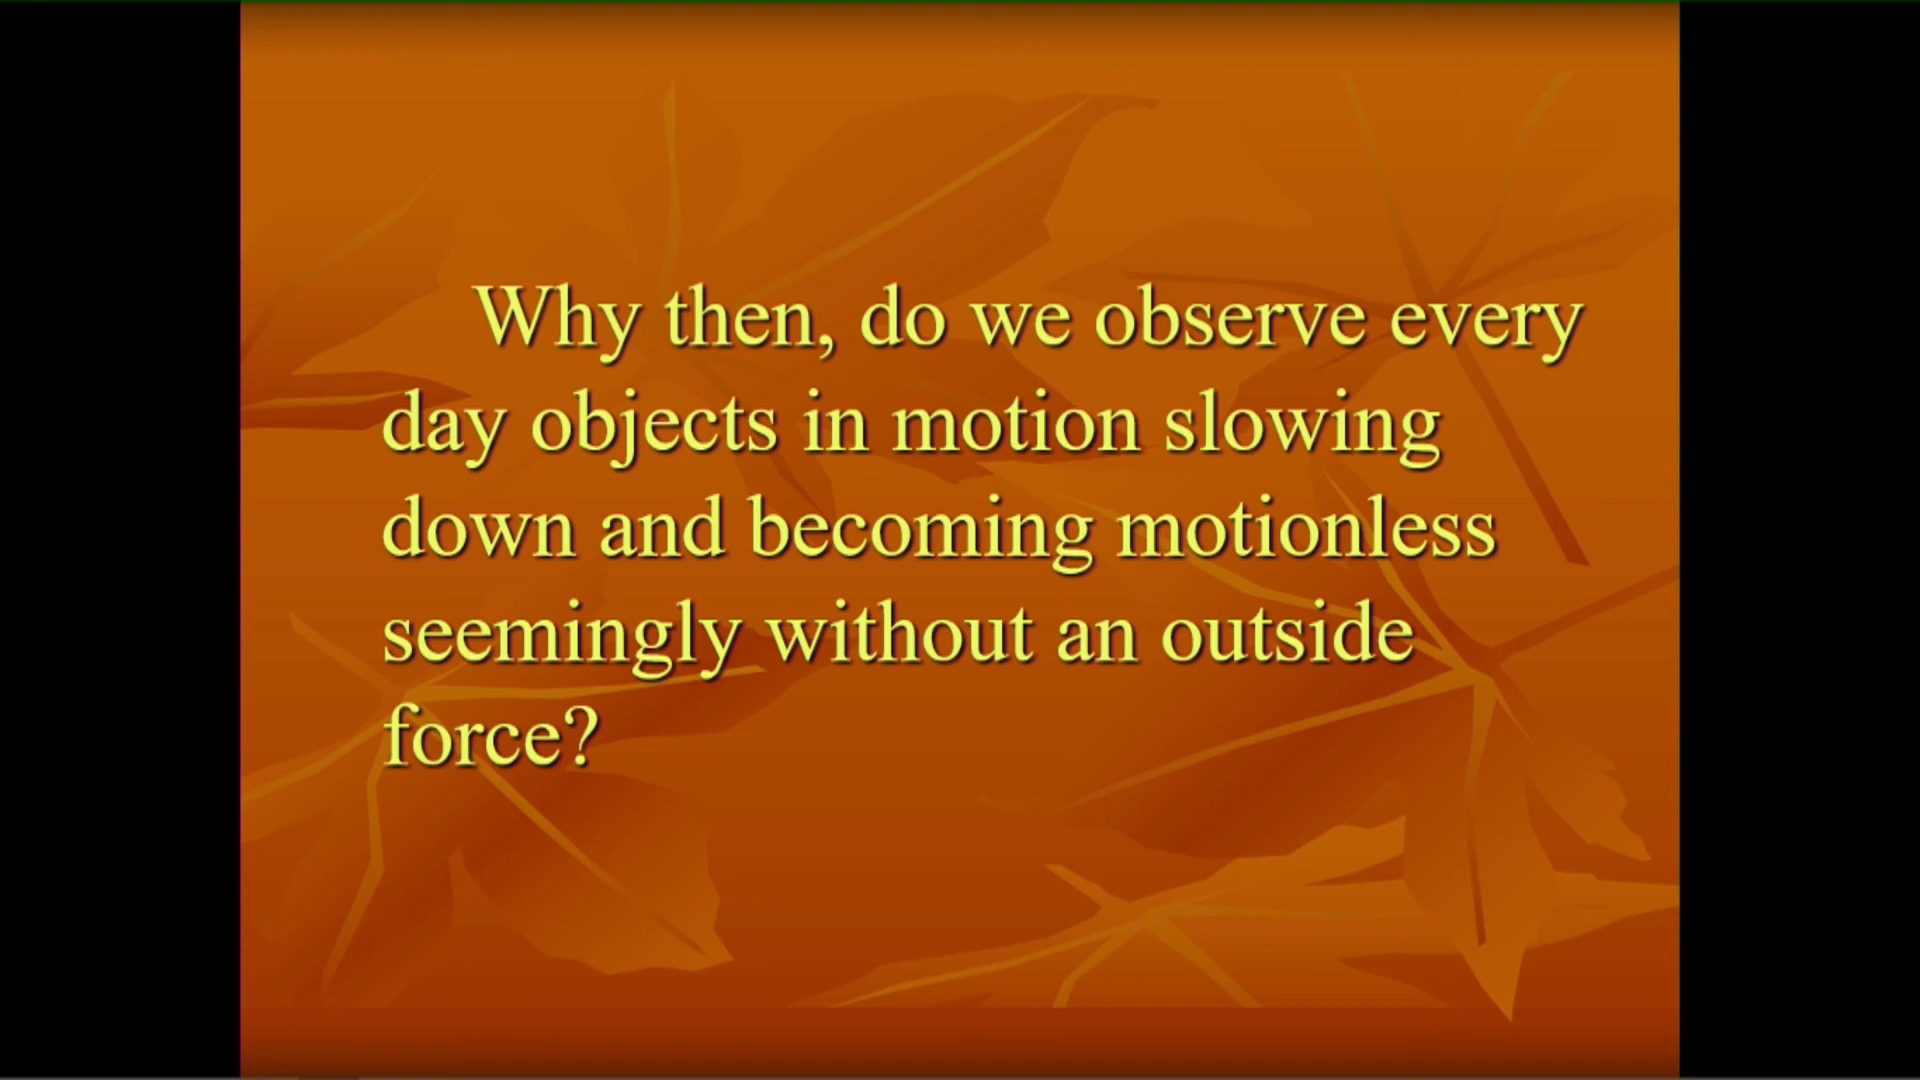 Why then, do we observe every
day objects in motion slowing
down and becoming motionless
seemingly without an outside
force?